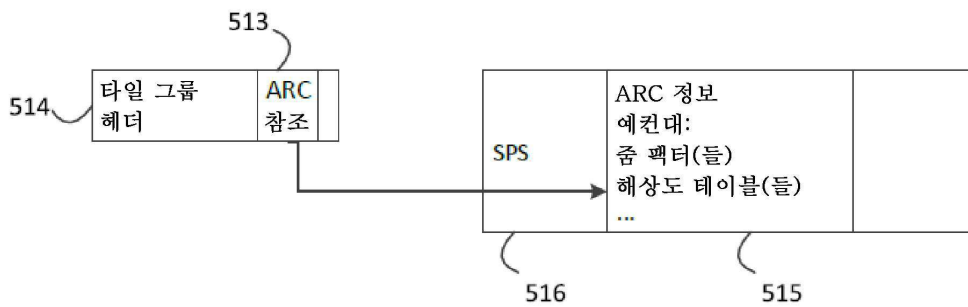 513
514
타일 그룹
헤더
ARC
참조
SPS
ARC 정보
예컨대:
줌 팩터(들)
해상도 테이블(들)
...
516
515